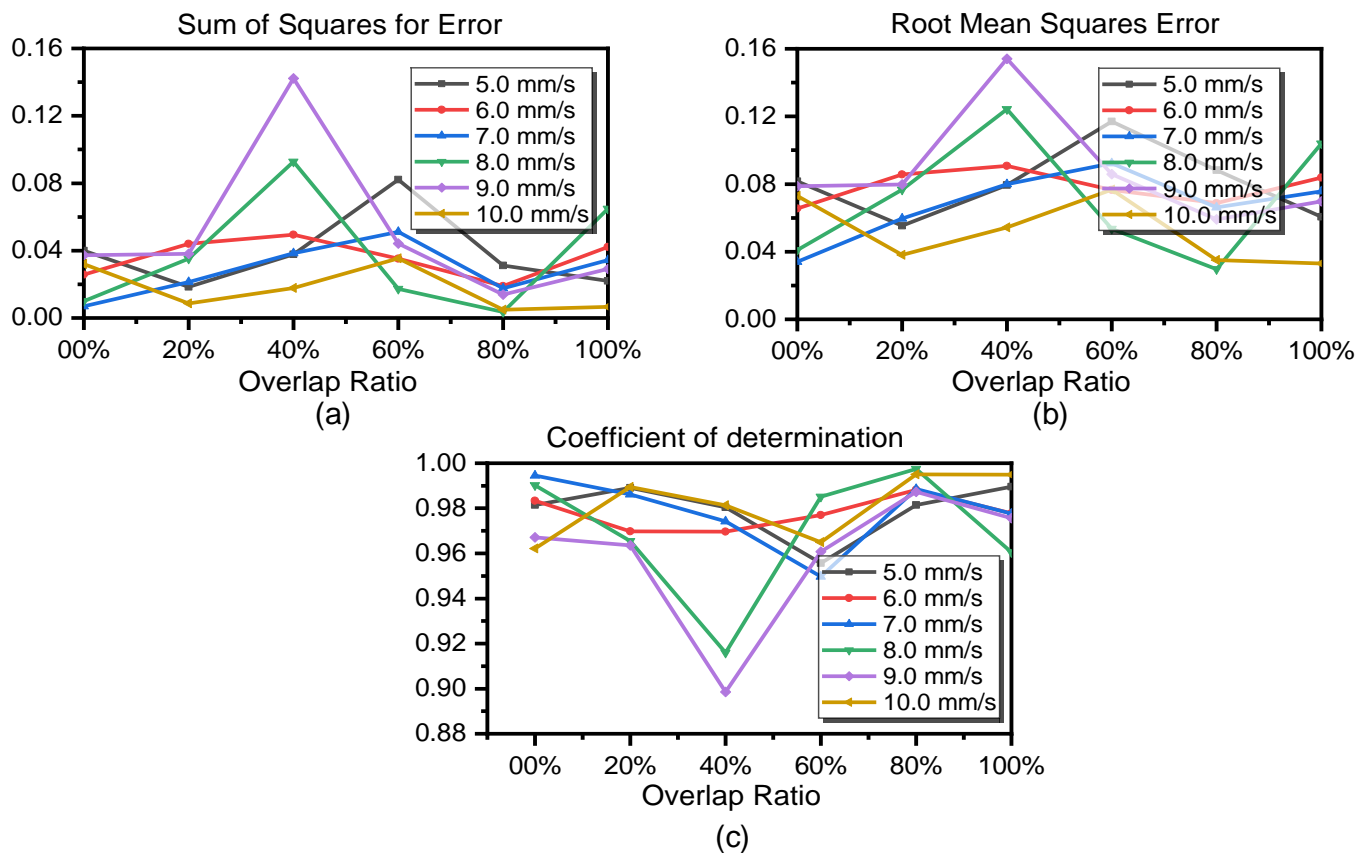 Sum of Squares for Error
0.16
0.12
0.08
0.04
0.00
5.0 mm/s
6.0 mm/s
7.0 mm/s
8.0 mm/s
9.0 mm/s
10.0 mm/s
00% 20% 40% 60% 80% 100%
Overlap Ratio
(a)
Root Mean Squares Error
0.16
0.12
0.08
0.04
0.00
5.0 mm/s
6.0 mm/s
7.0 mm/s
8.0 mm/s
9.0 mm/s
10.0 mm/s
00% 20% 40% 60% 80% 100%
Overlap Ratio
(b)
Coefficient of determination
1.00
0.98
0.96
0.94
0.92
0.90
0.88
5.0 mm/s
6.0 mm/s
7.0 mm/s
8.0 mm/s
9.0 mm/s
10.0 mm/s
00% 20% 40% 60% 80% 100%
Overlap Ratio
(c)